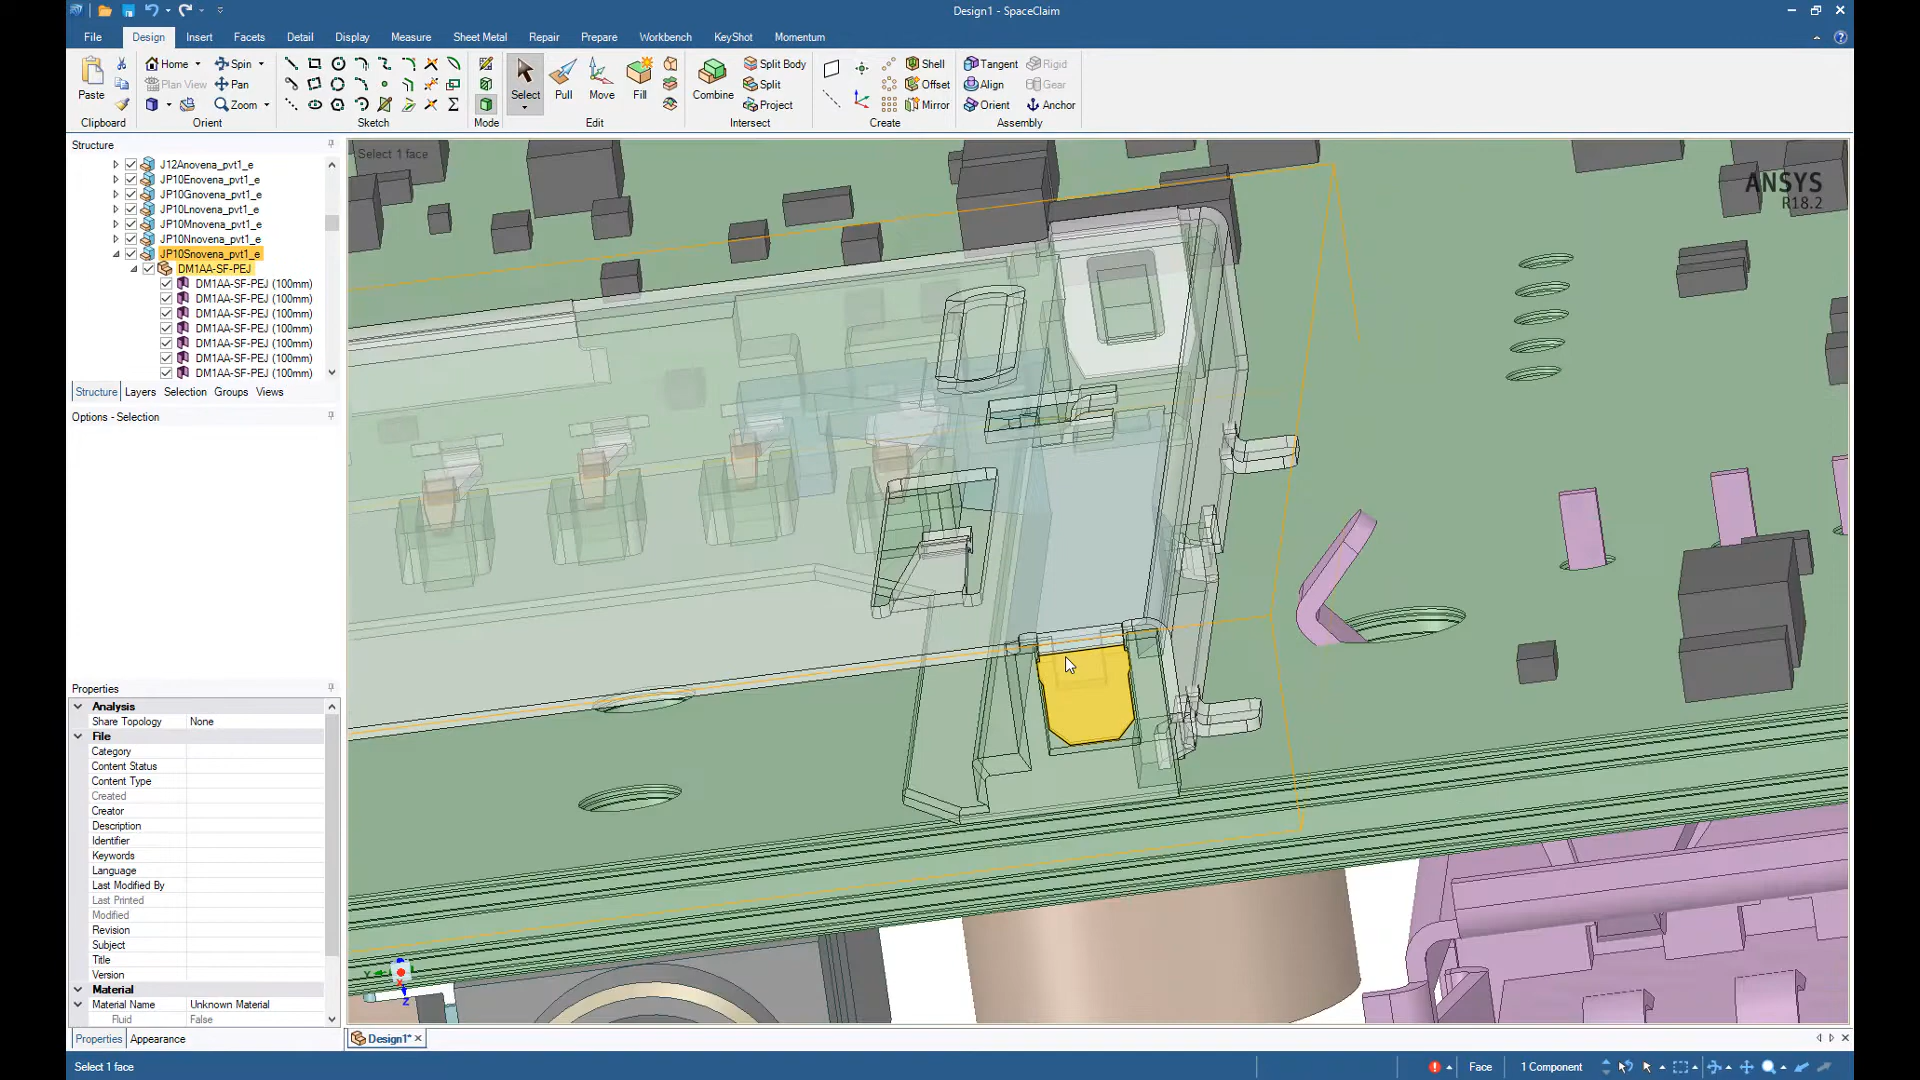 Design1 - SpaceClaim
File Design Insert Facets Detail Display Measure Sheet Metal Repair Prepare Workbench KeyShot Momentum
Paste
Home Spin
Plan View Pan
Zoom
Select Pull Move Fill
Combine Split Body
Split
Project
Shell
Offset
Mirror
Tangent Rigid
Align Gear
Orient Anchor
Clipboard Orient Sketch Mode Edit Intersect Create Assembly
Structure
J12Anovena_pvt1_e
JP10Enovena_pvt1_e
JP10Gnovena_pvt1_e
JP10Lnovena_pvt1_e
JP10Mnovena_pvt1_e
JP10Nnovena_pvt1_e
JP10Snovena_pvt1_e
DM1AA-SF-PEJ
DM1AA-SF-PEJ (100mm)
DM1AA-SF-PEJ (100mm)
DM1AA-SF-PEJ (100mm)
DM1AA-SF-PEJ (100mm)
DM1AA-SF-PEJ (100mm)
DM1AA-SF-PEJ (100mm)
DM1AA-SF-PEJ (100mm)
Structure Layers Selection Groups Views
Options - Selection
Properties
Analysis
Share Topology None
File
Category
Content Status
Content Type
Created
Creator
Description
Identifier
Keywords
Language
Last Modified By
Last Printed
Modified
Revision
Subject
Title
Version
Material
Material Name Unknown Material
Fluid False
Properties Appearance
Select 1 face
ANSYS
R18.2
Y
X
Z
Design1*
Select 1 face
Face 1 Component